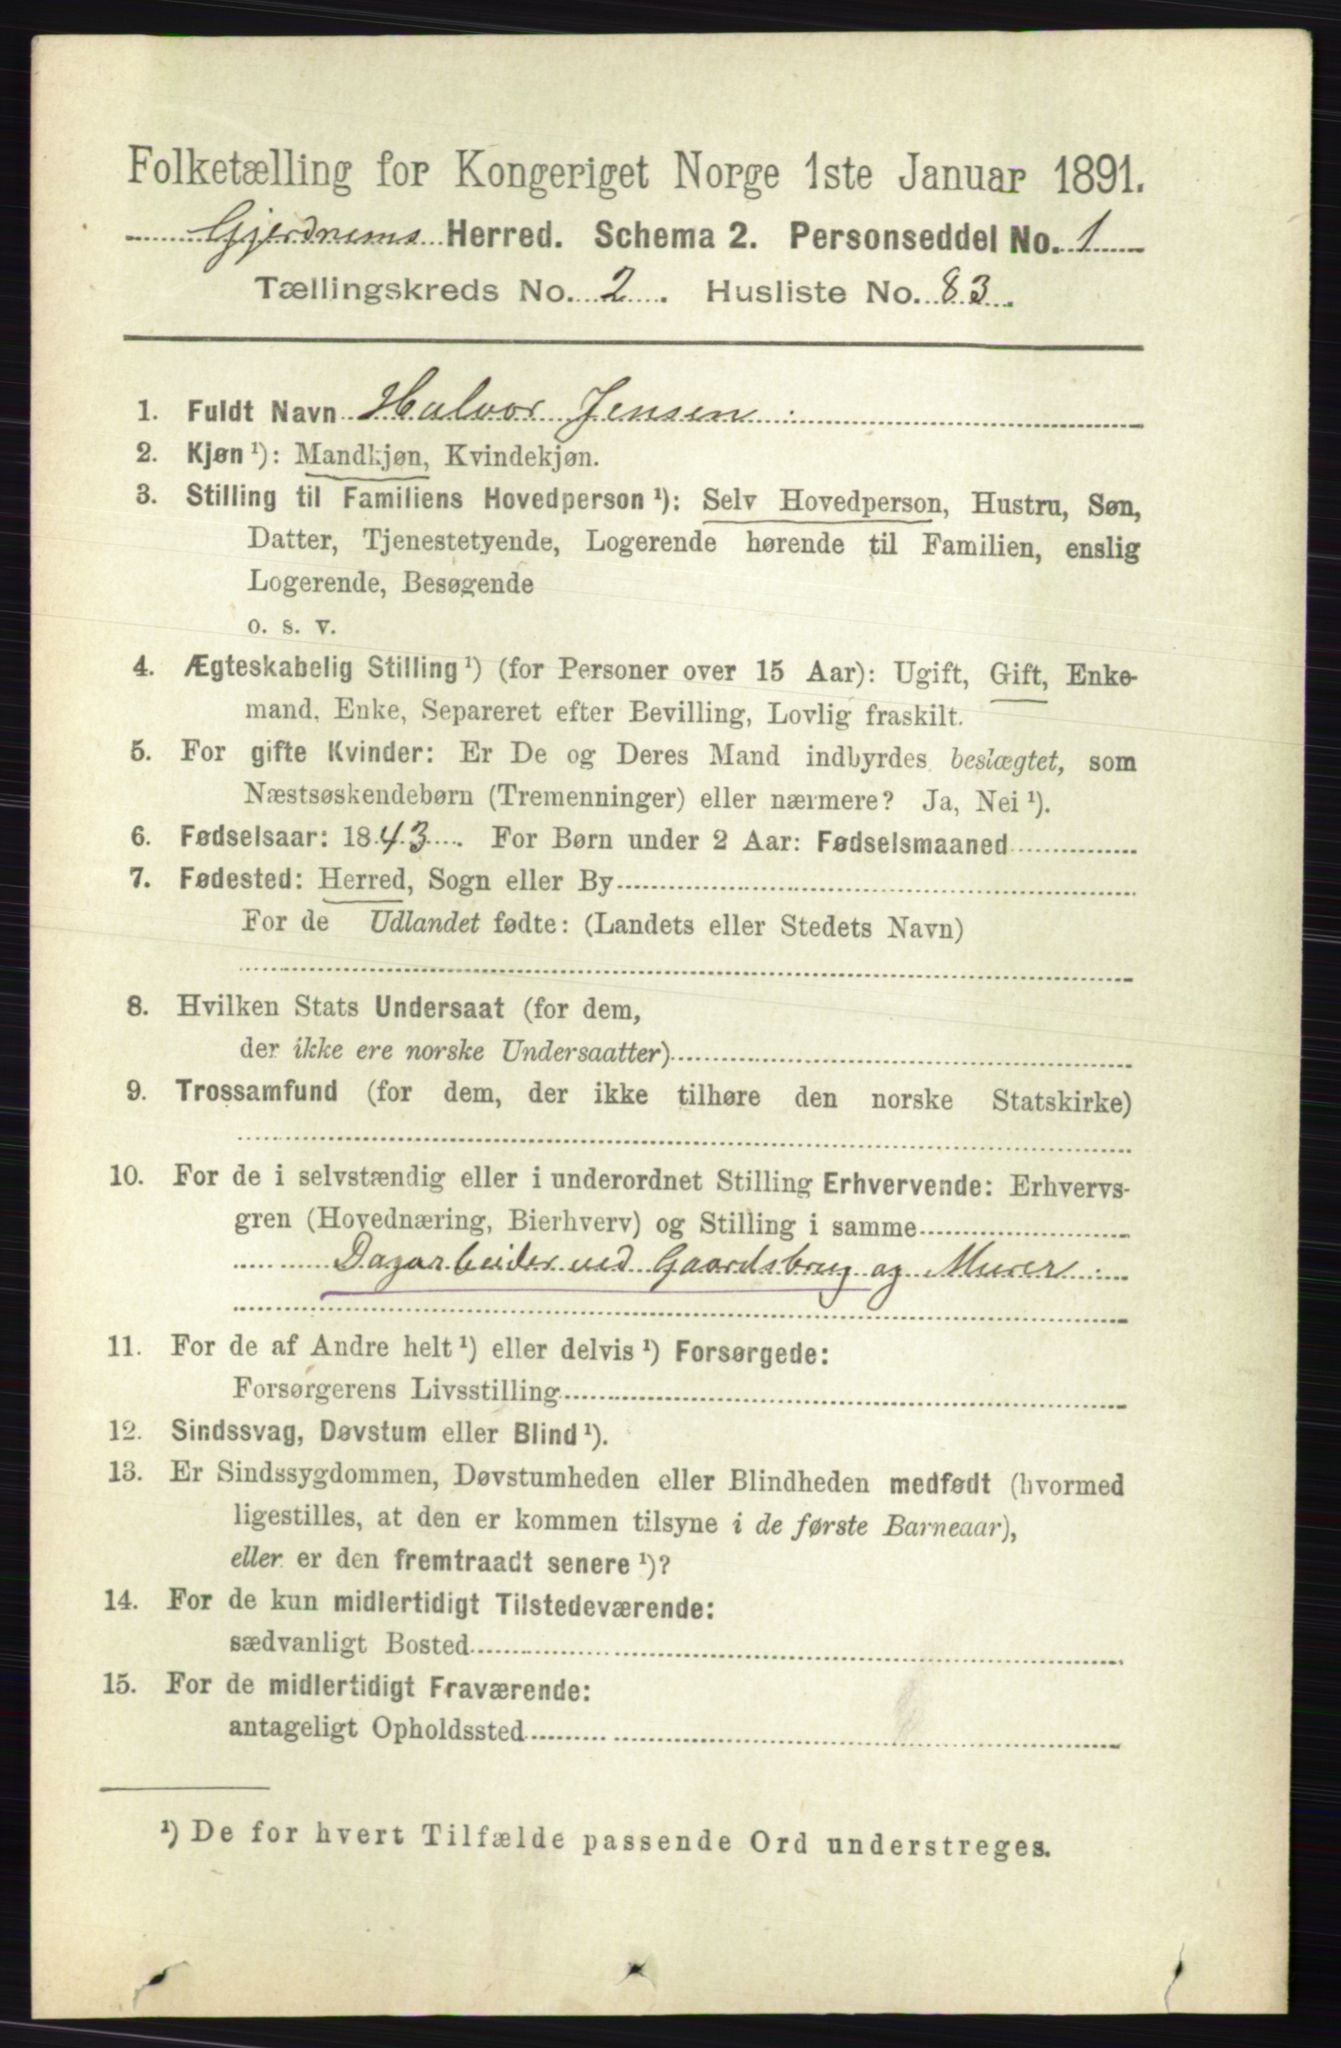 Folketælling for Kongeriget Norge 1ste Januar 1891.
Gjerdrums Herred. Schema 2. Personseddel No. 1
Tællingskreds No. 2. Husliste No. 83.
1. Fuldt Navn Halvor Jensen
2. Kjøn ¹): Mandkjøn, Kvindekjøn.
3. Stilling til Familiens Hovedperson ¹): Selv Hovedperson, Hustru, Søn,
Datter, Tjenestetyende, Logerende hørende til Familien, enslig
Logerende, Besøgende
o. s. v.
4. Ægteskabelig Stilling ¹) (for Personer over 15 Aar): Ugift, Gift, Enke-
mand, Enke, Separeret efter Bevilling, Lovlig fraskilt.
5. For gifte Kvinder: Er De og Deres Mand indbyrdes beslægtet, som
Næstsøskendebørn (Tremenninger) eller nærmere? Ja, Nei ¹).
6. Fødselsaar: 1843. For Børn under 2 Aar: Fødselsmaaned
7. Fødested: Herred, Sogn eller By
For de Udlandet fødte: (Landets eller Stedets Navn)
8. Hvilken Stats Undersaat (for dem,
der ikke ere norske Undersaatter)
9. Trossamfund (for dem, der ikke tilhøre den norske Statskirke)
10. For de i selvstændig eller i underordnet Stilling Erhvervende: Erhvervs-
gren (Hovednæring, Bierhverv) og Stilling i samme
Dagarbeider ved Gaardsbrug og Murer
11. For de af Andre helt ¹) eller delvis ¹) Forsørgede:
Forsørgerens Livsstilling
12. Sindssvag, Døvstum eller Blind ¹).
13. Er Sindssygdommen, Døvstumheden eller Blindheden medfødt (hvormed
ligestilles, at den er kommen tilsyne i de første Barneaar),
eller er den fremtraadt senere ¹)?
14. For de kun midlertidigt Tilstedeværende:
sædvanligt Bosted
15. For de midlertidigt Fraværende:
antageligt Opholdssted
¹) De for hvert Tilfælde passende Ord understreges.